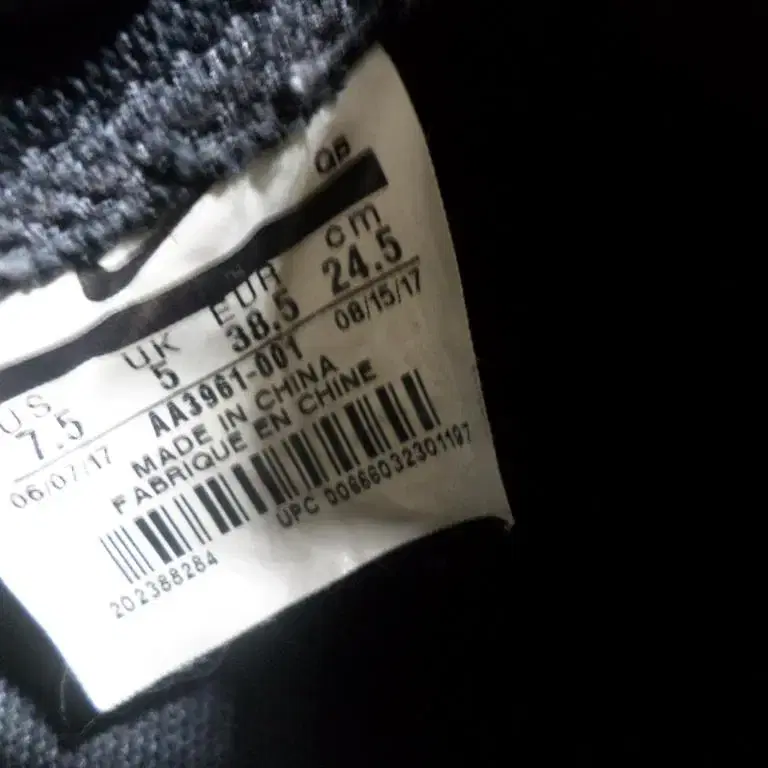 QB
US UK EUR cm
7.5 5 38.5 24.5
06/07/17 AA3961-001 08/15/17
MADE IN CHINA
FABRIQUE EN CHINE
202388284 UPC 00666032301197